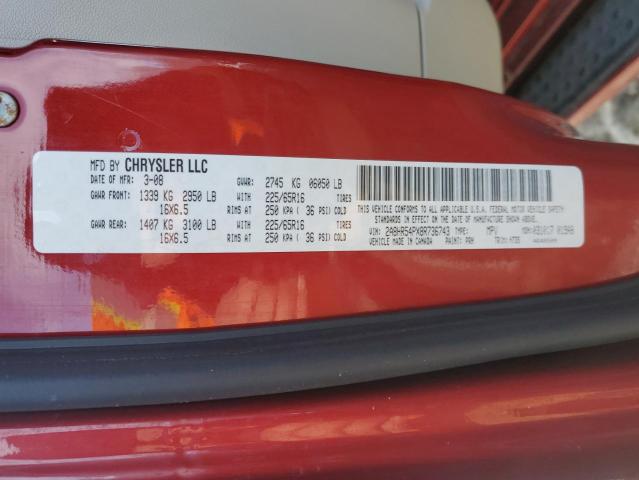 MFD BY CHRYSLER LLC
DATE OF MFR: 3-08 GVWR: 2745 KG 06050 LB
GAWR FRONT: 1339 KG 2950 LB 225/65R16 TIRES
16X6.5 RIMS AT 250 KPA ( 36 PSI) COLD
GAWR REAR: 1407 KG 3100 LB 225/65R16 TIRES
16X6.5 RIMS AT 250 KPA ( 36 PSI) COLD
THIS VEHICLE CONFORMS TO ALL APPLICABLE U.S.A. FEDERAL MOTOR VEHICLE SAFETY
STANDARDS IN EFFECT ON THE DATE OF MANUFACTURE SHOWN ABOVE.
VIN: 2A8HR54PX8R736743 TYPE: MPV MDH:
MADE IN CANADA PAINT: PRH TRIM: